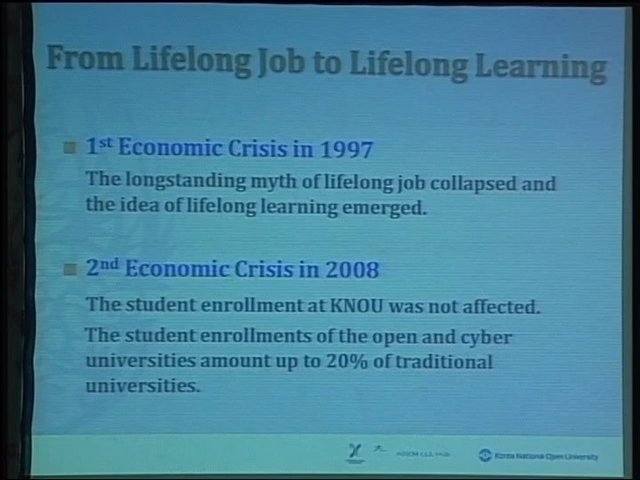 From Lifelong Job to Lifelong Learning
1st Economic Crisis in 1997
The longstanding myth of lifelong job collapsed and
the idea of lifelong learning emerged.
2nd Economic Crisis in 2008
The student enrollment at KNOU was not affected.
The student enrollments of the open and cyber
universities amount up to 20% of traditional
universities.
Korea National Open University